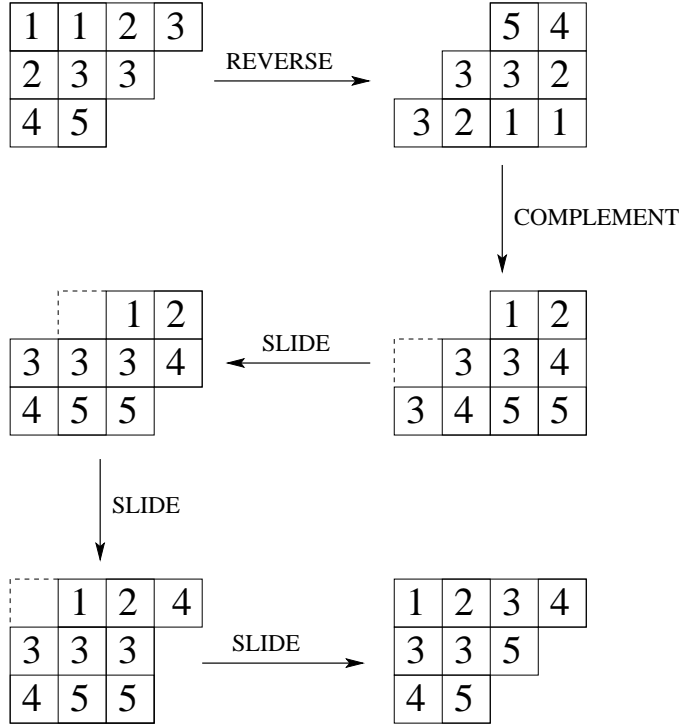 1 1 2 3
2 3 3
4 5
REVERSE
5 4
3 3 2
3 2 1 1
COMPLEMENT
1 2
3 3 4
3 4 5 5
SLIDE
1 2
3 3 3 4
4 5 5
SLIDE
1 2 4
3 3 3
4 5 5
SLIDE
1 2 3 4
3 3 5
4 5